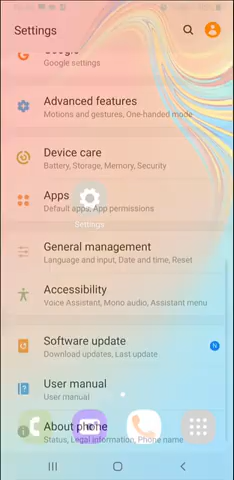 Settings
Google
Google settings
Advanced features
Motions and gestures, One-handed mode
Device care
Battery, Storage, Memory, Security
Apps
Default apps, App permissions
Settings
General management
Language and input, Date and time, Reset
Accessibility
Voice Assistant, Mono audio, Assistant menu
Software update
Download updates, Last update
N
User manual
User manual
About phone
Status, Legal information, Phone name